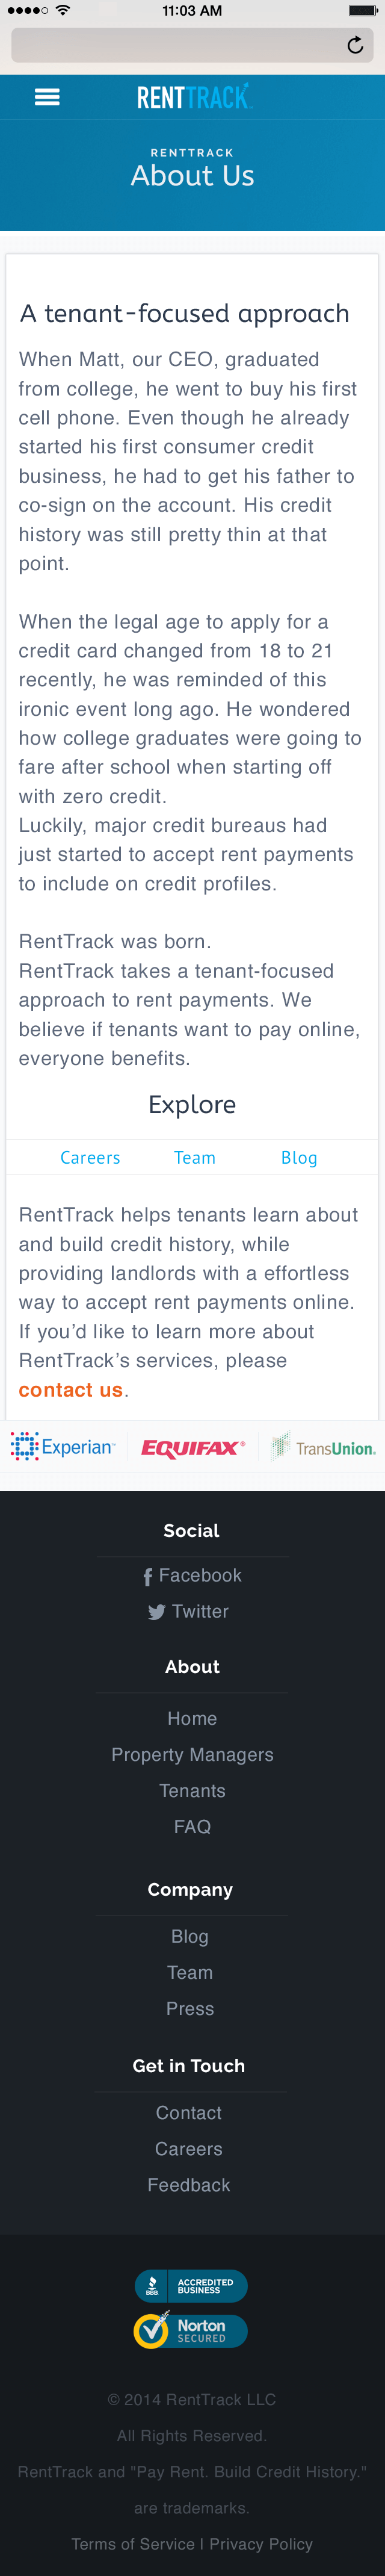 11:03 AM
RENTTRACK
RENTTRACK
About Us
A tenant-focused approach
When Matt, our CEO, graduated
from college, he went to buy his first
cell phone. Even though he already
started his first consumer credit
business, he had to get his father to
co-sign on the account. His credit
history was still pretty thin at that
point.
When the legal age to apply for a
credit card changed from 18 to 21
recently, he was reminded of this
ironic event long ago. He wondered
how college graduates were going to
fare after school when starting off
with zero credit.
Luckily, major credit bureaus had
just started to accept rent payments
to include on credit profiles.
RentTrack was born.
RentTrack takes a tenant-focused
approach to rent payments. We
believe if tenants want to pay online,
everyone benefits.
Explore
Careers Team Blog
RentTrack helps tenants learn about
and build credit history, while
providing landlords with a effortless
way to accept rent payments online.
If you’d like to learn more about
RentTrack’s services, please
contact us.
Experian EQUIFAX TransUnion.
Social
Facebook
Twitter
About
Home
Property Managers
Tenants
FAQ
Company
Blog
Team
Press
Get in Touch
Contact
Careers
Feedback
BBB ACCREDITED
BUSINESS
Norton
SECURED
© 2014 RentTrack LLC
All Rights Reserved.
RentTrack and "Pay Rent. Build Credit History."
are trademarks.
Terms of Service | Privacy Policy